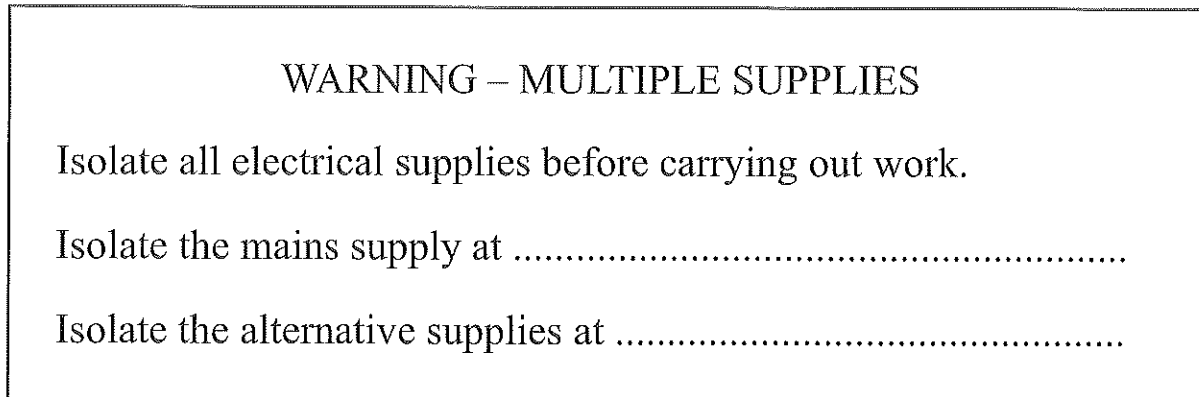 WARNING – MULTIPLE SUPPLIES
Isolate all electrical supplies before carrying out work.
Isolate the mains supply at ............................................................
Isolate the alternative supplies at ..................................................